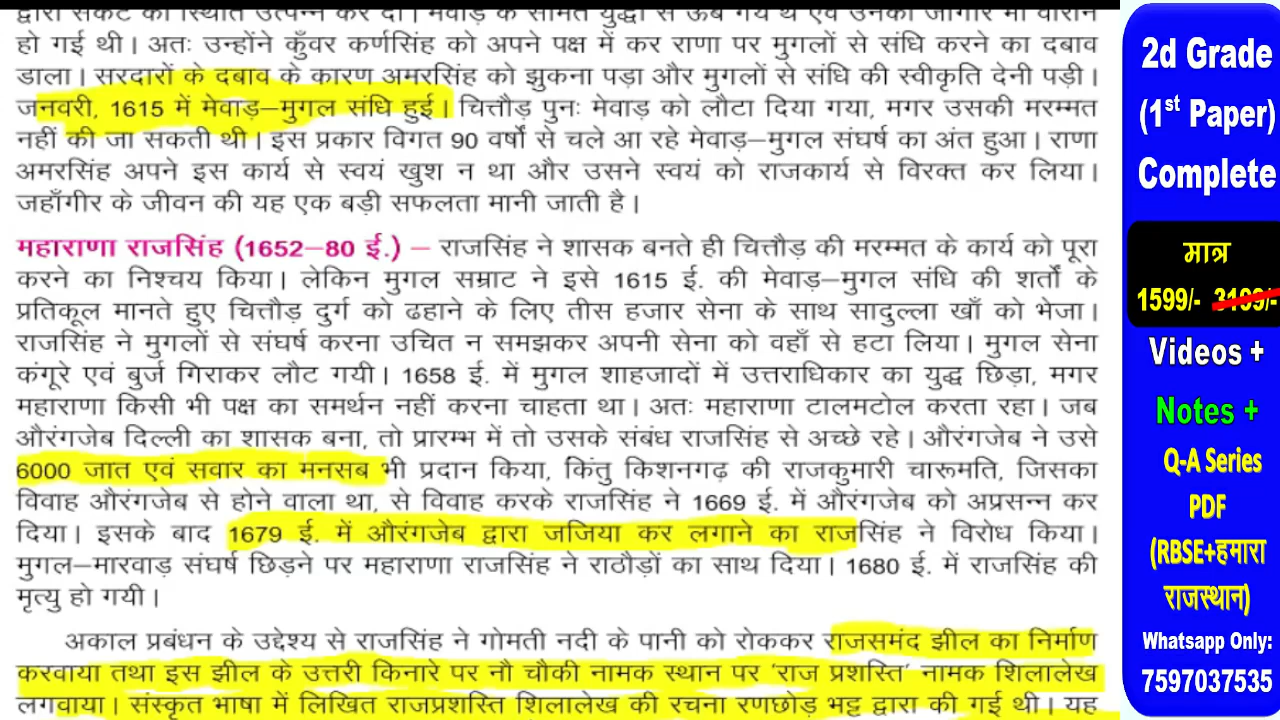 द्वारा संकट की स्थिति उत्पन्न कर दी। मेवाड़ के सामंत युद्धों से ऊब गये थे एवं उनकी जागीरें भी वीरान
हो गई थी। अतः उन्होंने कुँवर कर्णसिंह को अपने पक्ष में कर राणा पर मुगलों से संधि करने का दबाव
डाला। सरदारों के दबाव के कारण अमरसिंह को झुकना पड़ा और मुगलों से संधि की स्वीकृति देनी पड़ी।
जनवरी, 1615 में मेवाड़–मुगल संधि हुई। चित्तौड़ पुनः मेवाड़ को लौटा दिया गया, मगर उसकी मरम्मत
नहीं की जा सकती थी। इस प्रकार विगत 90 वर्षों से चले आ रहे मेवाड़–मुगल संघर्ष का अंत हुआ। राणा
अमरसिंह अपने इस कार्य से स्वयं खुश न था और उसने स्वयं को राजकार्य से विरक्त कर लिया।
जहाँगीर के जीवन की यह एक बड़ी सफलता मानी जाती है।
महाराणा राजसिंह (1652–80 ई.) – राजसिंह ने शासक बनते ही चित्तौड़ की मरम्मत के कार्य को पूरा
करने का निश्चय किया। लेकिन मुगल सम्राट ने इसे 1615 ई. की मेवाड़–मुगल संधि की शर्तों के
प्रतिकूल मानते हुए चित्तौड़ दुर्ग को ढहाने के लिए तीस हजार सेना के साथ सादुल्ला खाँ को भेजा।
राजसिंह ने मुगलों से संघर्ष करना उचित न समझकर अपनी सेना को वहाँ से हटा लिया। मुगल सेना
कंगूरे एवं बुर्ज गिराकर लौट गयी। 1658 ई. में मुगल शाहजादों में उत्तराधिकार का युद्ध छिड़ा, मगर
महाराणा किसी भी पक्ष का समर्थन नहीं करना चाहता था। अतः महाराणा टालमटोल करता रहा। जब
औरंगजेब दिल्ली का शासक बना, तो प्रारम्भ में तो उसके संबंध राजसिंह से अच्छे रहे। औरंगजेब ने उसे
6000 जात एवं सवार का मनसब भी प्रदान किया, किंतु किशनगढ़ की राजकुमारी चारूमति, जिसका
विवाह औरंगजेब से होने वाला था, से विवाह करके राजसिंह ने 1669 ई. में औरंगजेब को अप्रसन्न कर
दिया। इसके बाद 1679 ई. में औरंगजेब द्वारा जजिया कर लगाने का राजसिंह ने विरोध किया।
मुगल–मारवाड़ संघर्ष छिड़ने पर महाराणा राजसिंह ने राठौड़ों का साथ दिया। 1680 ई. में राजसिंह की
मृत्यु हो गयी।
अकाल प्रबंधन के उद्देश्य से राजसिंह ने गोमती नदी के पानी को रोककर राजसमंद झील का निर्माण
करवाया तथा इस झील के उत्तरी किनारे पर नौ चौकी नामक स्थान पर ‘राज प्रशस्ति’ नामक शिलालेख
लगवाया। संस्कृत भाषा में लिखित राजप्रशस्ति शिलालेख की रचना रणछोड़ भट्ट द्वारा की गई थी। यह
2d Grade
(1st Paper)
Complete
मात्र
1599/- 3199/-
Videos +
Notes +
Q-A Series
PDF
(RBSE+हमारा
राजस्थान)
Whatsapp Only:
7597037535